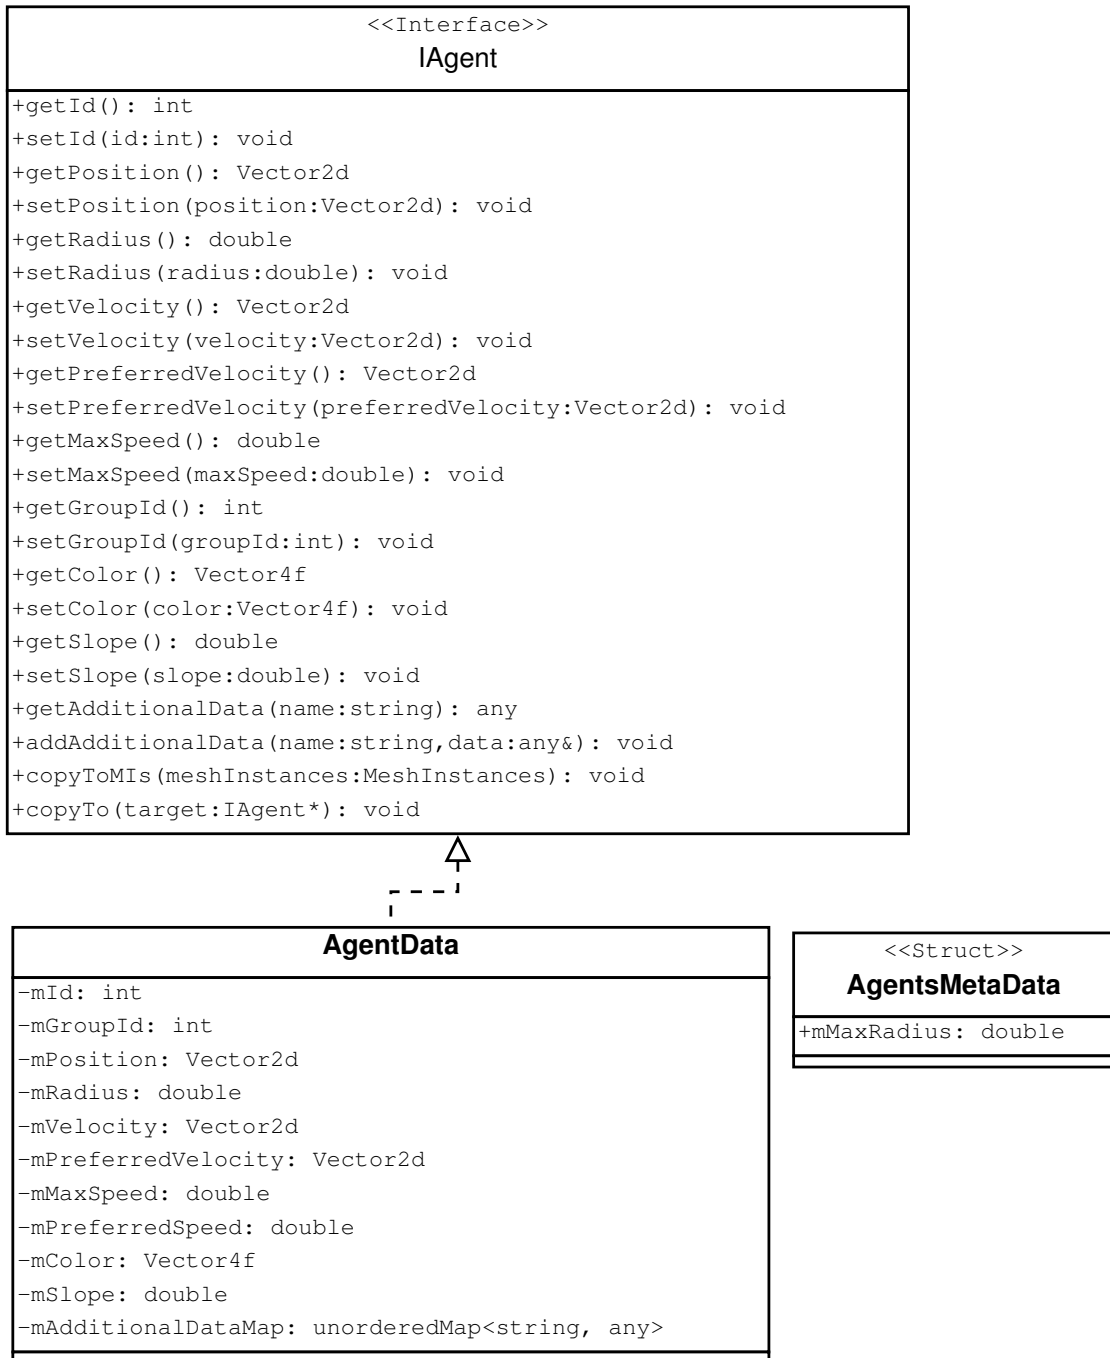 <<Interface>>
IAgent
+getId(): int
+setId(id:int): void
+getPosition(): Vector2d
+setPosition(position:Vector2d): void
+getRadius(): double
+setRadius(radius:double): void
+getVelocity(): Vector2d
+setVelocity(velocity:Vector2d): void
+getPreferredVelocity(): Vector2d
+setPreferredVelocity(preferredVelocity:Vector2d): void
+getMaxSpeed(): double
+setMaxSpeed(maxSpeed:double): void
+getGroupId(): int
+setGroupId(groupId:int): void
+getColor(): Vector4f
+setColor(color:Vector4f): void
+getSlope(): double
+setSlope(slope:double): void
+getAdditionalData(name:string): any
+addAdditionalData(name:string,data:any&): void
+copyToMIs(meshInstances:MeshInstances): void
+copyTo(target:IAgent*): void
AgentData
-mId: int
-mGroupId: int
-mPosition: Vector2d
-mRadius: double
-mVelocity: Vector2d
-mPreferredVelocity: Vector2d
-mMaxSpeed: double
-mPreferredSpeed: double
-mColor: Vector4f
-mSlope: double
-mAdditionalDataMap: unorderedMap<string, any>
<<Struct>>
AgentsMetaData
+mMaxRadius: double